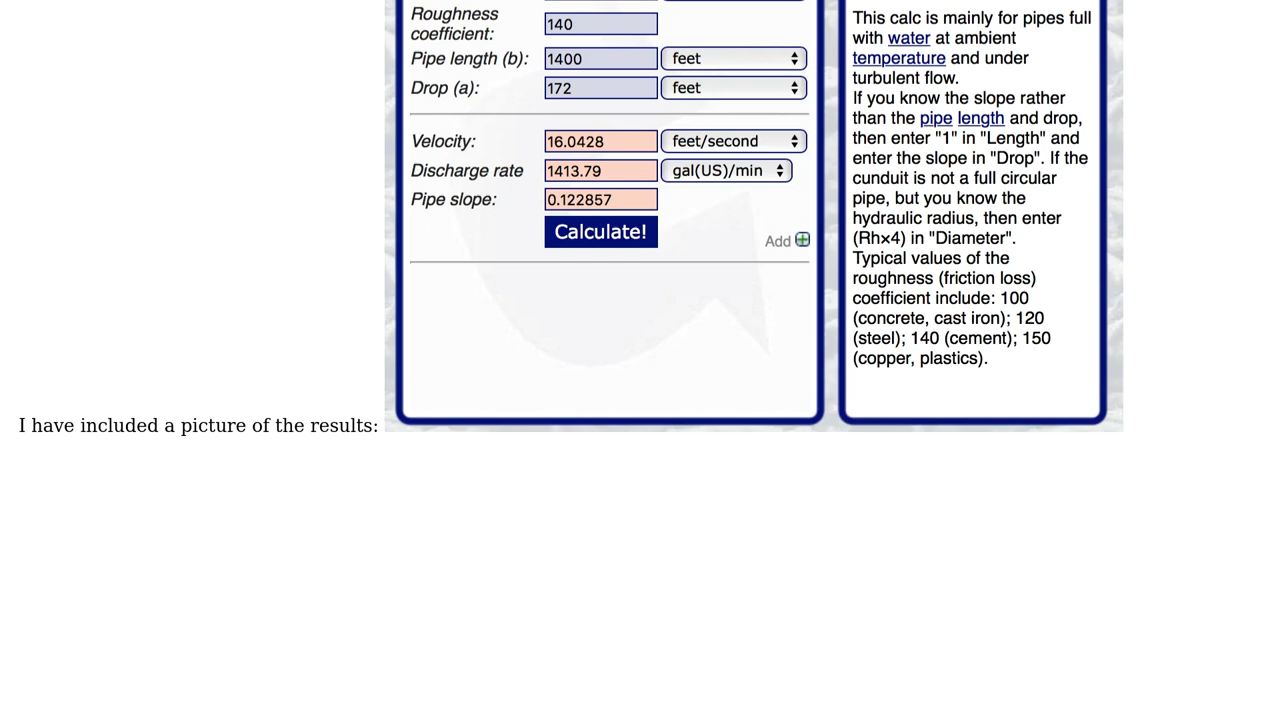 Roughness
coefficient:
140
Pipe length (b):
1400
feet
Drop (a):
172
feet
Velocity:
16.0428
feet/second
Discharge rate
1413.79
gal(US)/min
Pipe slope:
0.122857
Calculate!
Add
This calc is mainly for pipes full
with water at ambient
temperature and under
turbulent flow.
If you know the slope rather
than the pipe length and drop,
then enter "1" in "Length" and
enter the slope in "Drop". If the
cunduit is not a full circular
pipe, but you know the
hydraulic radius, then enter
(Rh×4) in "Diameter".
Typical values of the
roughness (friction loss)
coefficient include: 100
(concrete, cast iron); 120
(steel); 140 (cement); 150
(copper, plastics).
I have included a picture of the results: